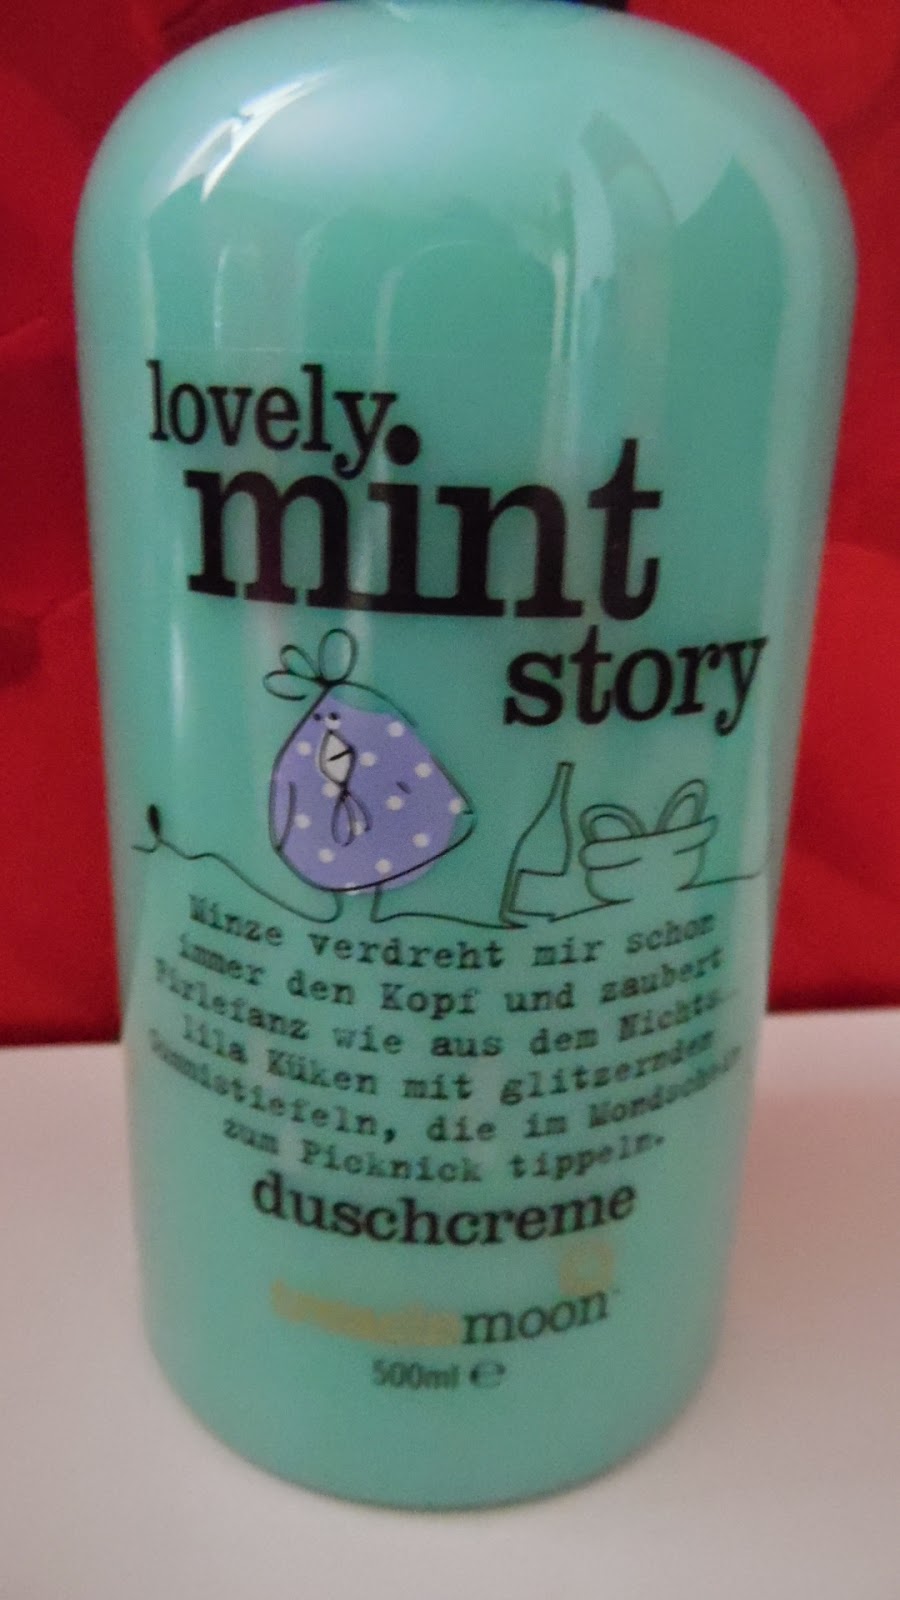 lovely
mint
story
Minze verdreht mir schon
immer den Kopf und zaubert
Firlefanz wie aus dem Nichts...
lila Küken mit glitzernden
Gummistiefeln, die im Mondschein
zum Picknick tippeln.
duschcreme
treaclemoon
500ml ℮